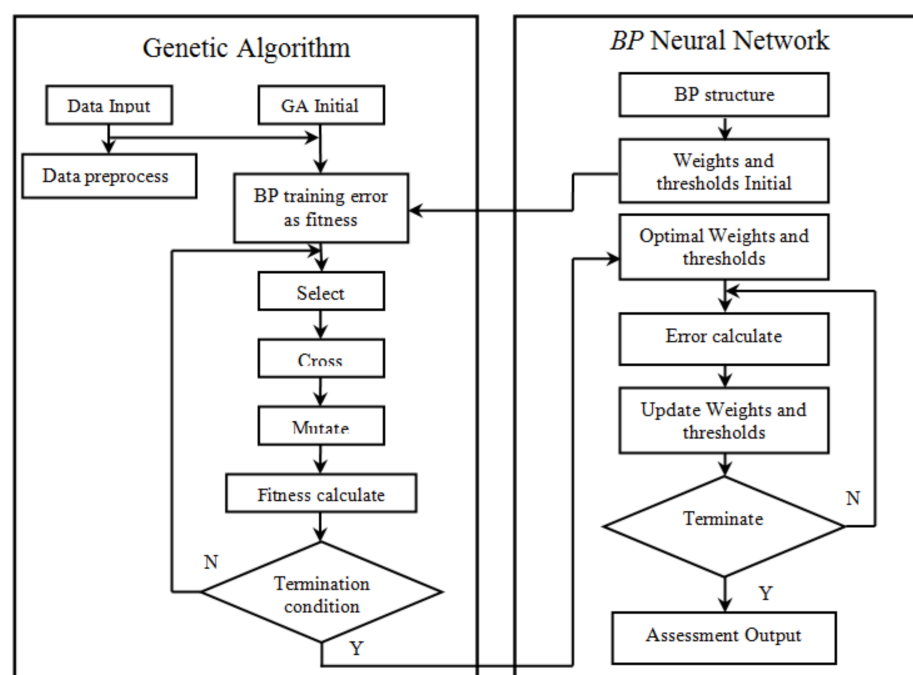 Genetic Algorithm
Data Input
GA Initial
Data preprocess
BP training error
as fitness
Select
Cross
Mutate
Fitness calculate
N
Termination
condition
Y
BP Neural Network
BP structure
Weights and
thresholds Initial
Optimal Weights and
thresholds
Error calculate
Update Weights and
thresholds
Terminate
N
Y
Assessment Output